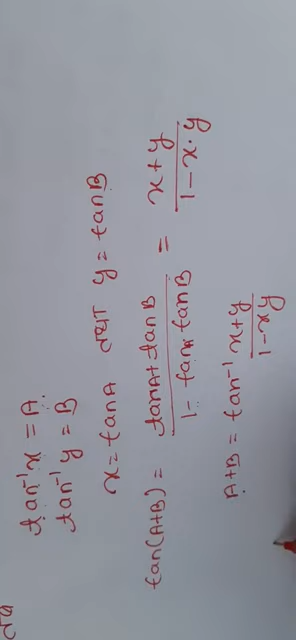 tan⁻¹x = A.
tan⁻¹y = B
x = tanA तथा y = tanB
tan(A+B) = (tanA + tanB)/(1 - tanA tanB) = (x+y)/(1-x·y)
A+B = tan⁻¹ (x+y)/(1-xy)